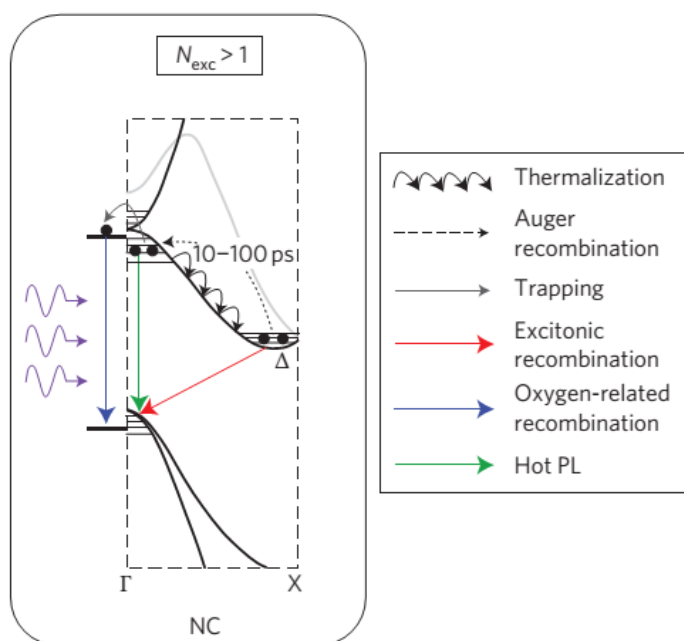 N_exc > 1
10–100 ps
Δ
Γ
X
NC
Thermalization
Auger
recombination
Trapping
Excitonic
recombination
Oxygen-related
recombination
Hot PL